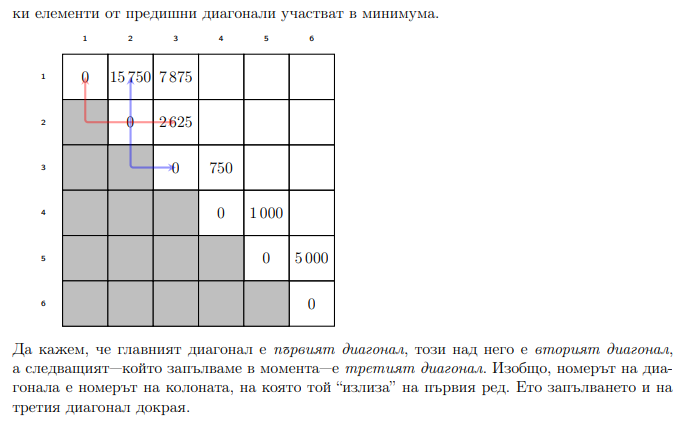 ки елементи от предишни диагонали участват в минимума.
1 2 3 4 5 6
1 0 15 750 7 875
2 0 2 625
3 0 750
4 0 1 000
5 0 5 000
6 0
Да кажем, че главният диагонал е първият диагонал, този над него е вторият диагонал,
а следващият—който запълваме в момента—е третият диагонал. Изобщо, номерът на диа-
гонала е номерът на колоната, на която той “излиза” на първия ред. Ето запълването и на
третия диагонал докрая.